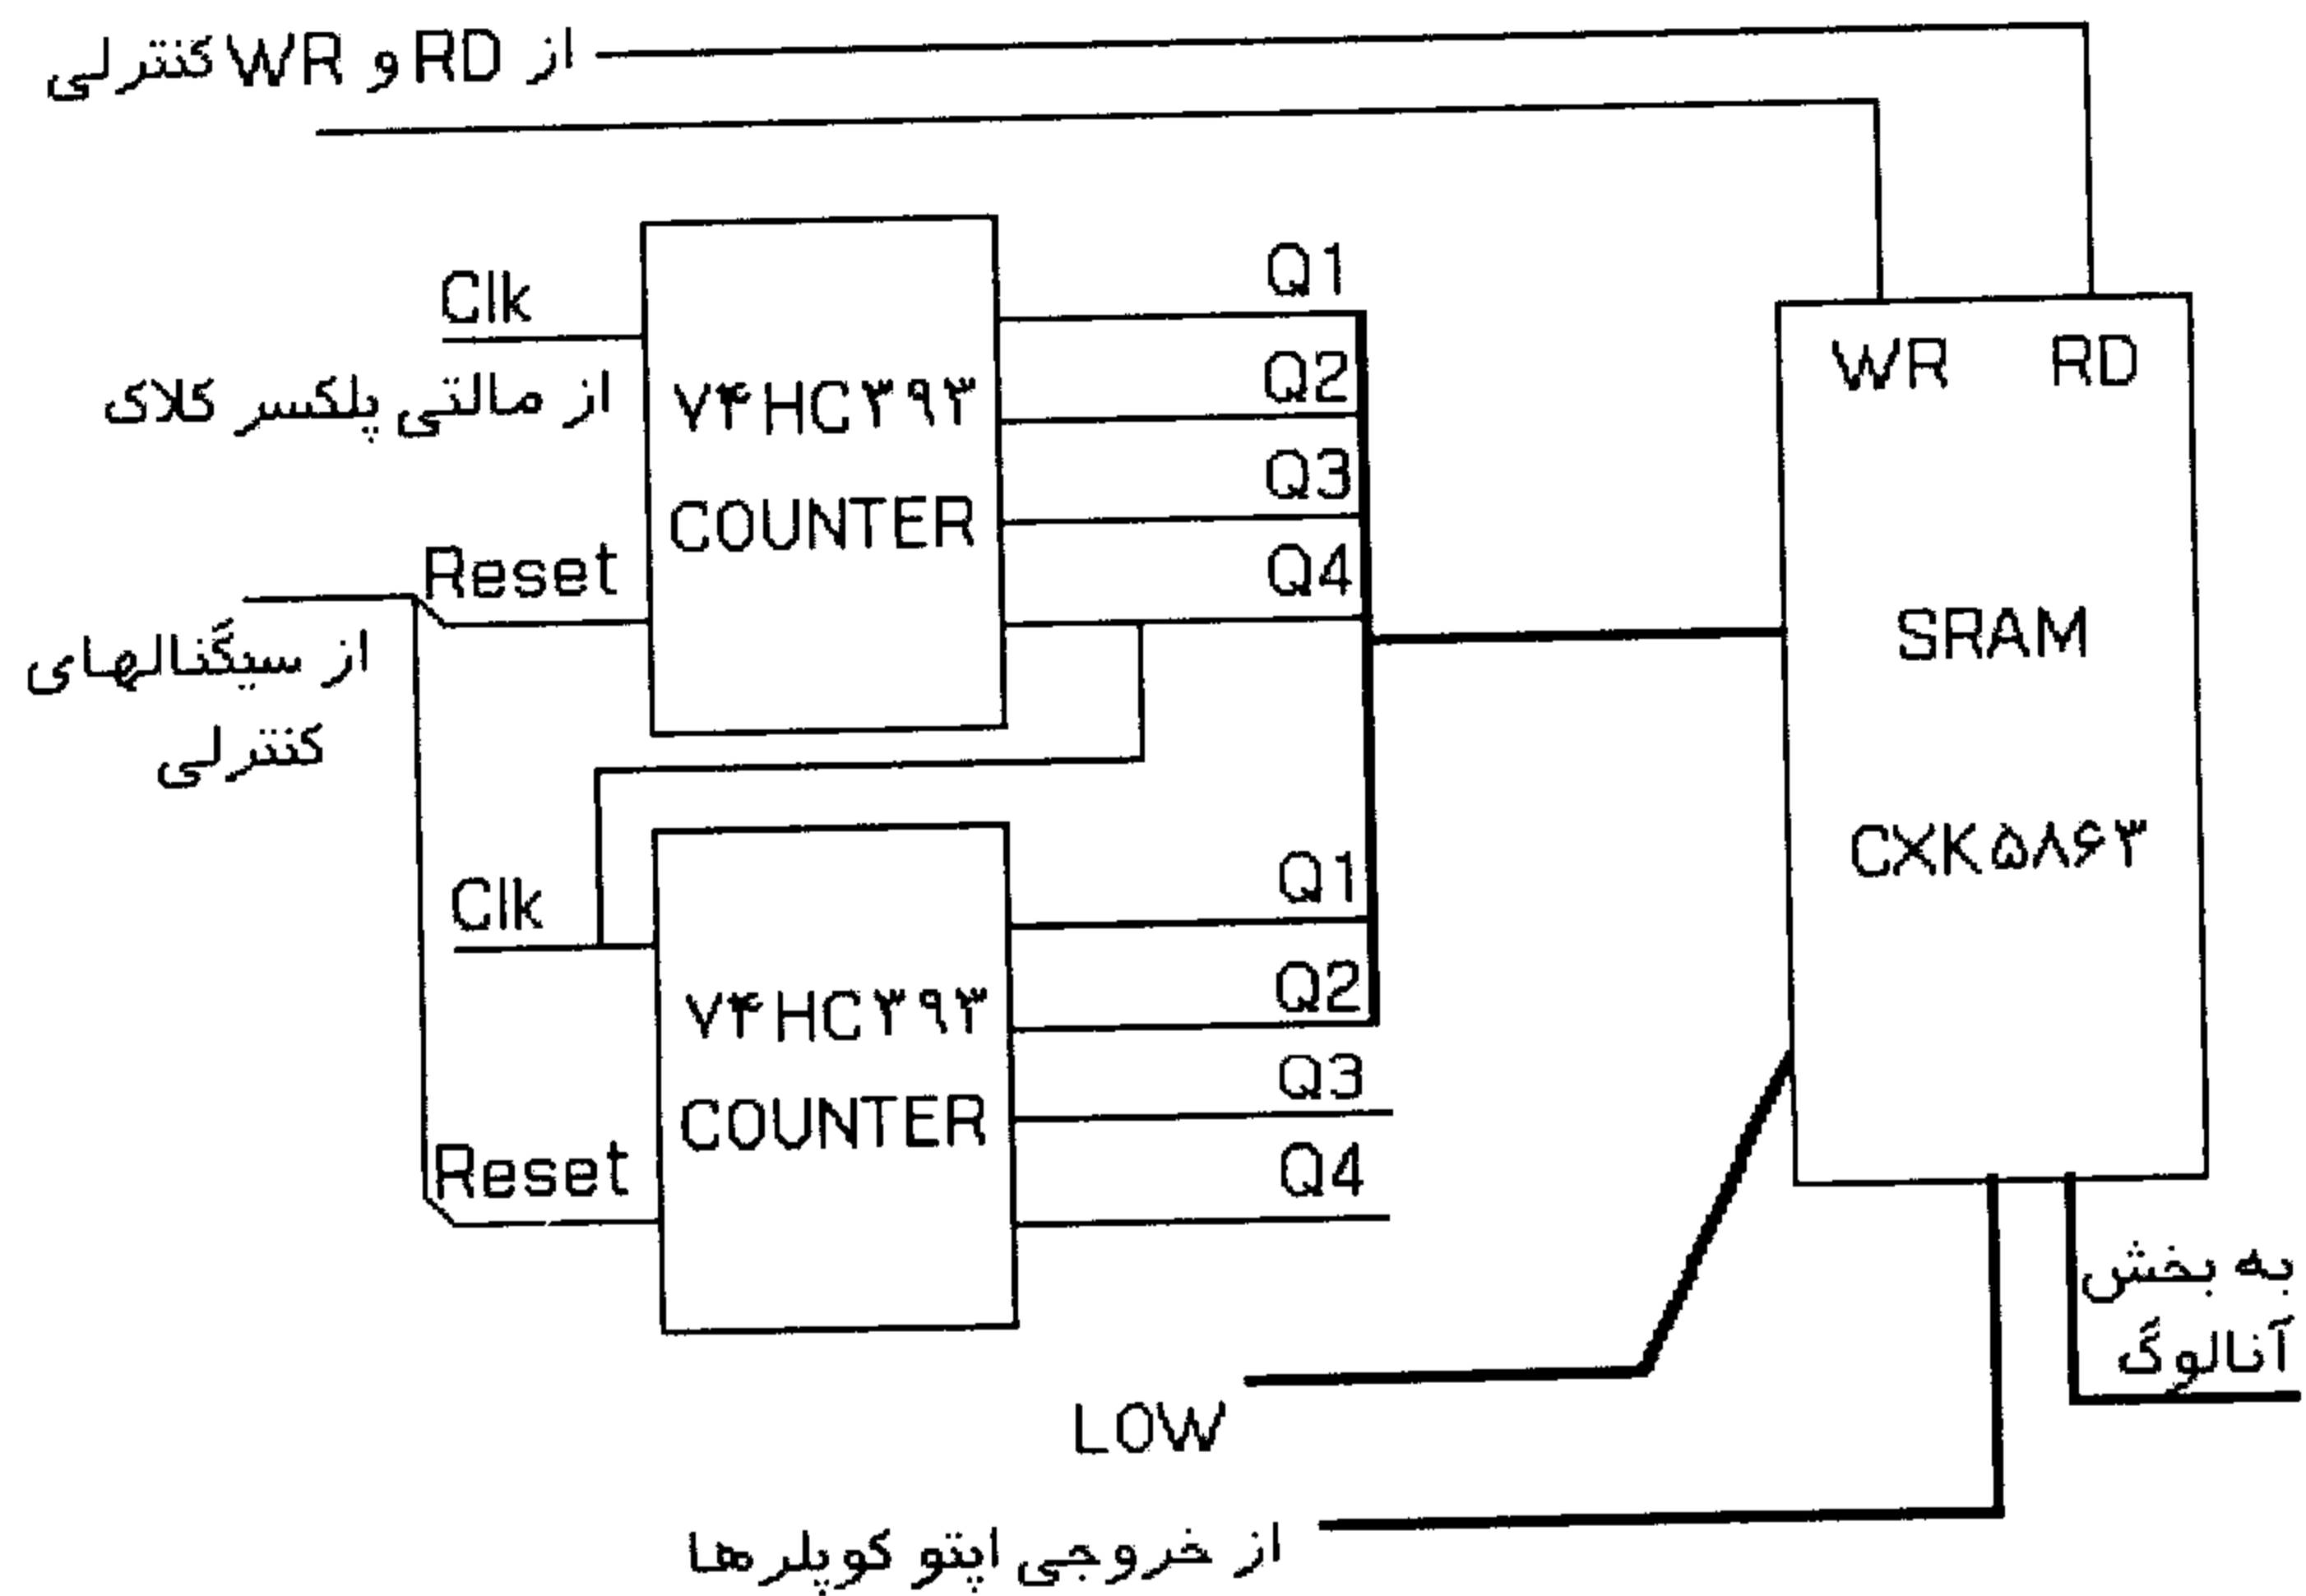 از RD و WR کنترلی
Clk
از مالتی پلکسر کلای
۷۴HC۳۹۳
COUNTER
Reset
از سیگنالهای
کنترلی
Q1
Q2
Q3
Q4
WR RD
SRAM
CXK۵۸۶۳
Clk
۷۴HC۳۹۳
COUNTER
Reset
Q1
Q2
Q3
Q4
به بخش
آنالوگ
LOW
از خروجی اپتو کوپلرها